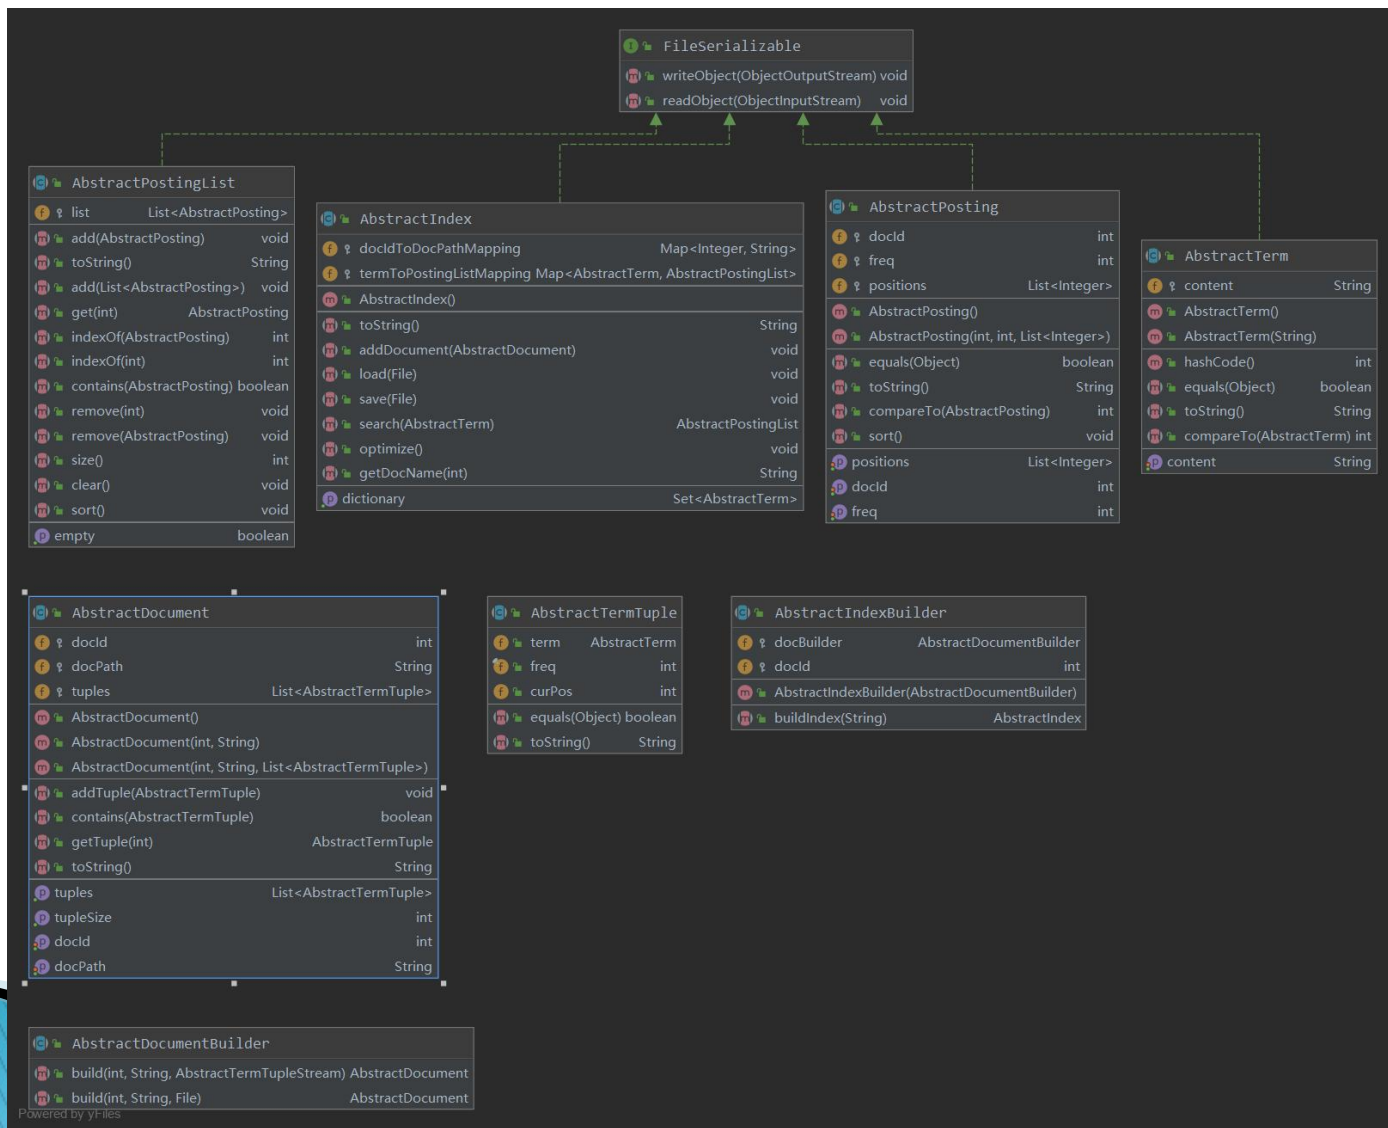 FileSerializable
writeObject(ObjectOutputStream) void
readObject(ObjectInputStream) void
AbstractPostingList
list List<AbstractPosting>
add(AbstractPosting) void
toString() String
add(List<AbstractPosting>) void
get(int) AbstractPosting
indexOf(AbstractPosting) int
indexOf(int) int
contains(AbstractPosting) boolean
remove(int) void
remove(AbstractPosting) void
size() int
clear() void
sort() void
empty boolean
AbstractIndex
docIdToDocPathMapping Map<Integer, String>
termToPostingListMapping Map<AbstractTerm, AbstractPostingList>
AbstractIndex()
toString() String
addDocument(AbstractDocument) void
load(File) void
save(File) void
search(AbstractTerm) AbstractPostingList
optimize() void
getDocName(int) String
dictionary Set<AbstractTerm>
AbstractPosting
docId int
freq int
positions List<Integer>
AbstractPosting()
AbstractPosting(int, int, List<Integer>)
equals(Object) boolean
toString() String
compareTo(AbstractPosting) int
sort() void
positions List<Integer>
docId int
freq int
AbstractTerm
content String
AbstractTerm()
AbstractTerm(String)
hashCode() int
equals(Object) boolean
toString() String
compareTo(AbstractTerm) int
content String
AbstractDocument
docId int
docPath String
tuples List<AbstractTermTuple>
AbstractDocument()
AbstractDocument(int, String)
AbstractDocument(int, String, List<AbstractTermTuple>)
addTuple(AbstractTermTuple) void
contains(AbstractTermTuple) boolean
getTuple(int) AbstractTermTuple
toString() String
tuples List<AbstractTermTuple>
tupleSize int
docId int
docPath String
AbstractTermTuple
term AbstractTerm
freq int
curPos int
equals(Object) boolean
toString() String
AbstractIndexBuilder
docBuilder AbstractDocumentBuilder
docId int
AbstractIndexBuilder(AbstractDocumentBuilder)
buildIndex(String) AbstractIndex
AbstractDocumentBuilder
build(int, String, AbstractTermTupleStream) AbstractDocument
build(int, String, File) AbstractDocument
Powered by yFiles